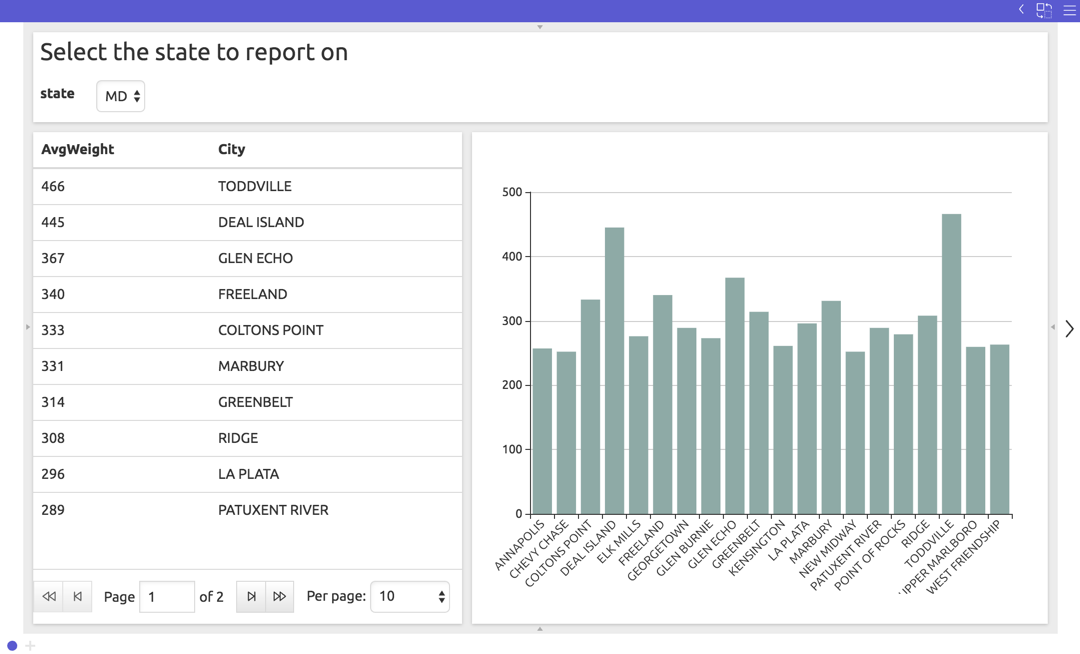 Select the state to report on
state MD
AvgWeight City
466 TODDVILLE
445 DEAL ISLAND
367 GLEN ECHO
340 FREELAND
333 COLTONS POINT
331 MARBURY
314 GREENBELT
308 RIDGE
296 LA PLATA
289 PATUXENT RIVER
Page 1 of 2 Per page: 10
500
400
300
200
100
0
ANNAPOLIS
CHEVY CHASE
COLTONS POINT
DEAL ISLAND
ELK MILLS
FREELAND
GEORGETOWN
GLEN BURNIE
GLEN ECHO
GREENBELT
KENSINGTON
LA PLATA
MARBURY
NEW MIDWAY
PATUXENT RIVER
POINT OF ROCKS
RIDGE
TODDVILLE
UPPER MARLBORO
WEST FRIENDSHIP